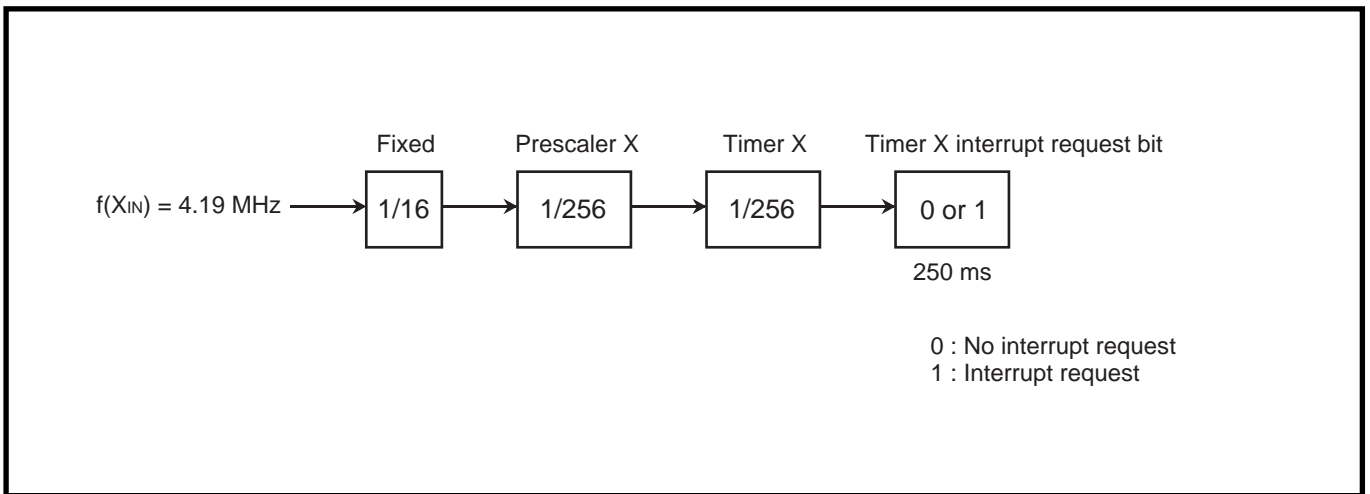 Fixed
Prescaler X
Timer X
Timer X interrupt request bit
f(XIN) = 4.19 MHz
1/16
1/256
1/256
0 or 1
250 ms
0 : No interrupt request
1 : Interrupt request